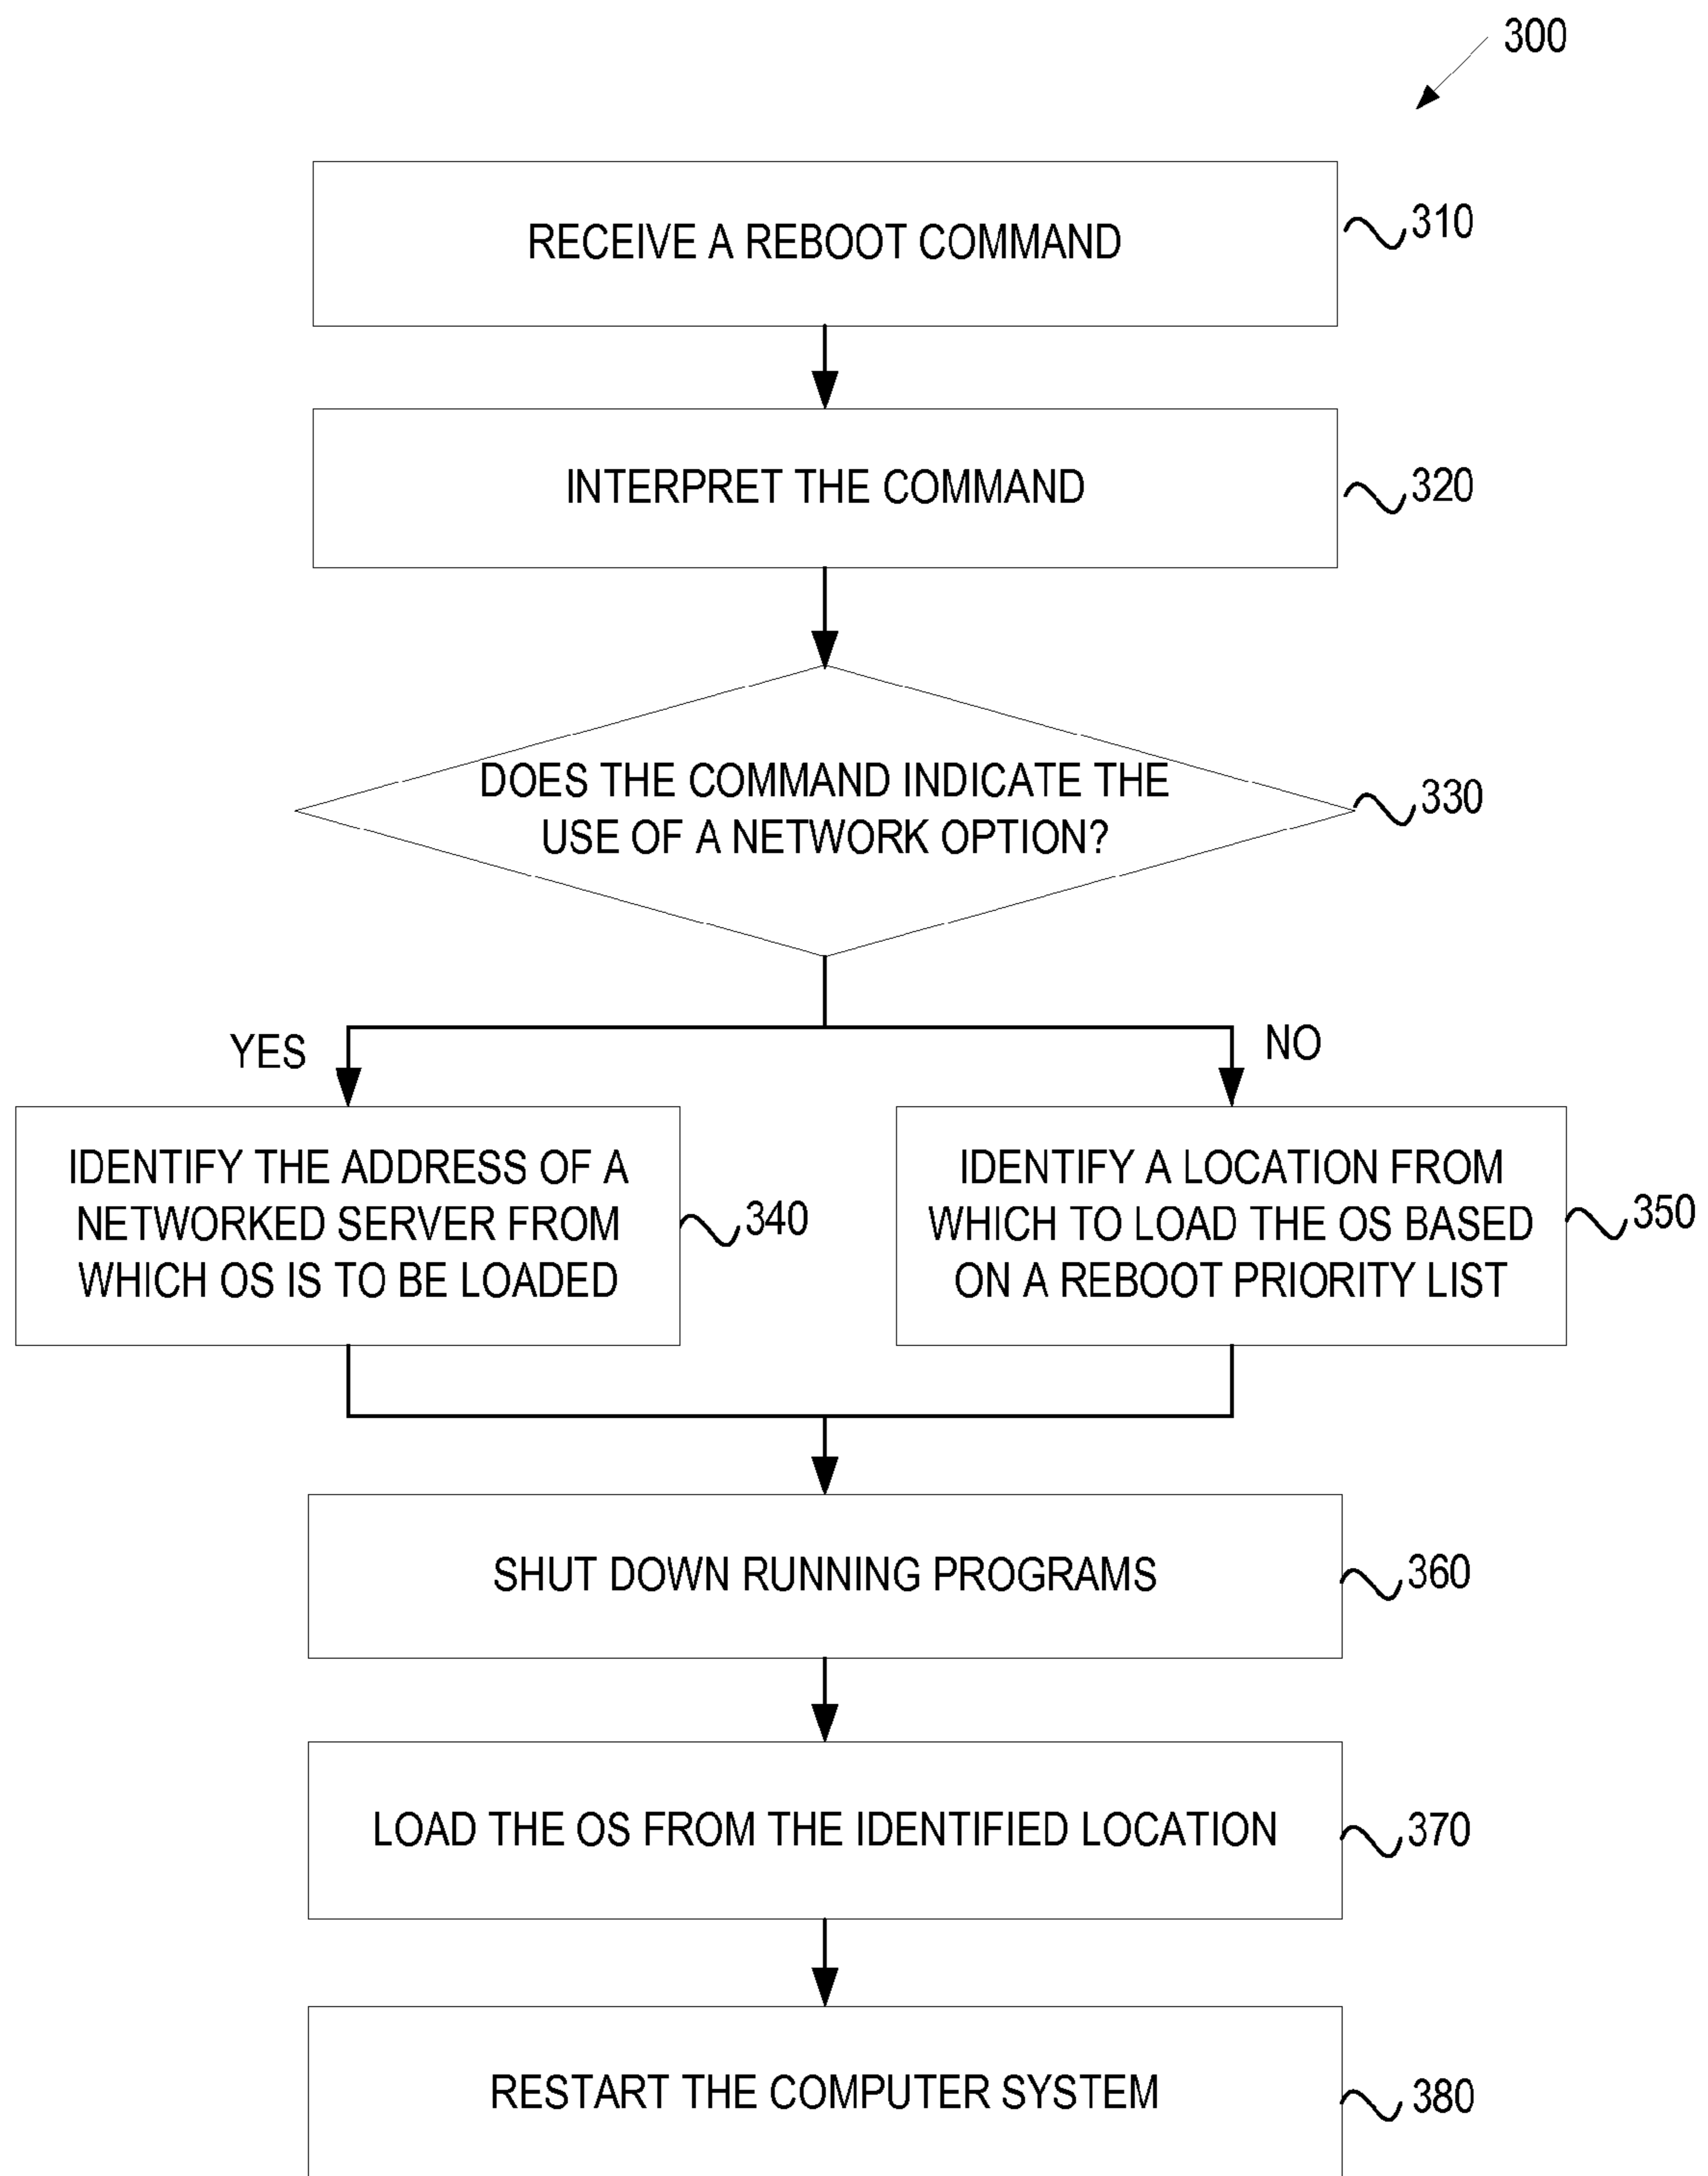 300
RECEIVE A REBOOT COMMAND
310
INTERPRET THE COMMAND
320
DOES THE COMMAND INDICATE THE
USE OF A NETWORK OPTION?
330
YES
NO
IDENTIFY THE ADDRESS OF A
NETWORKED SERVER FROM
WHICH OS IS TO BE LOADED
340
IDENTIFY A LOCATION FROM
WHICH TO LOAD THE OS BASED
ON A REBOOT PRIORITY LIST
350
SHUT DOWN RUNNING PROGRAMS
360
LOAD THE OS FROM THE IDENTIFIED LOCATION
370
RESTART THE COMPUTER SYSTEM
380